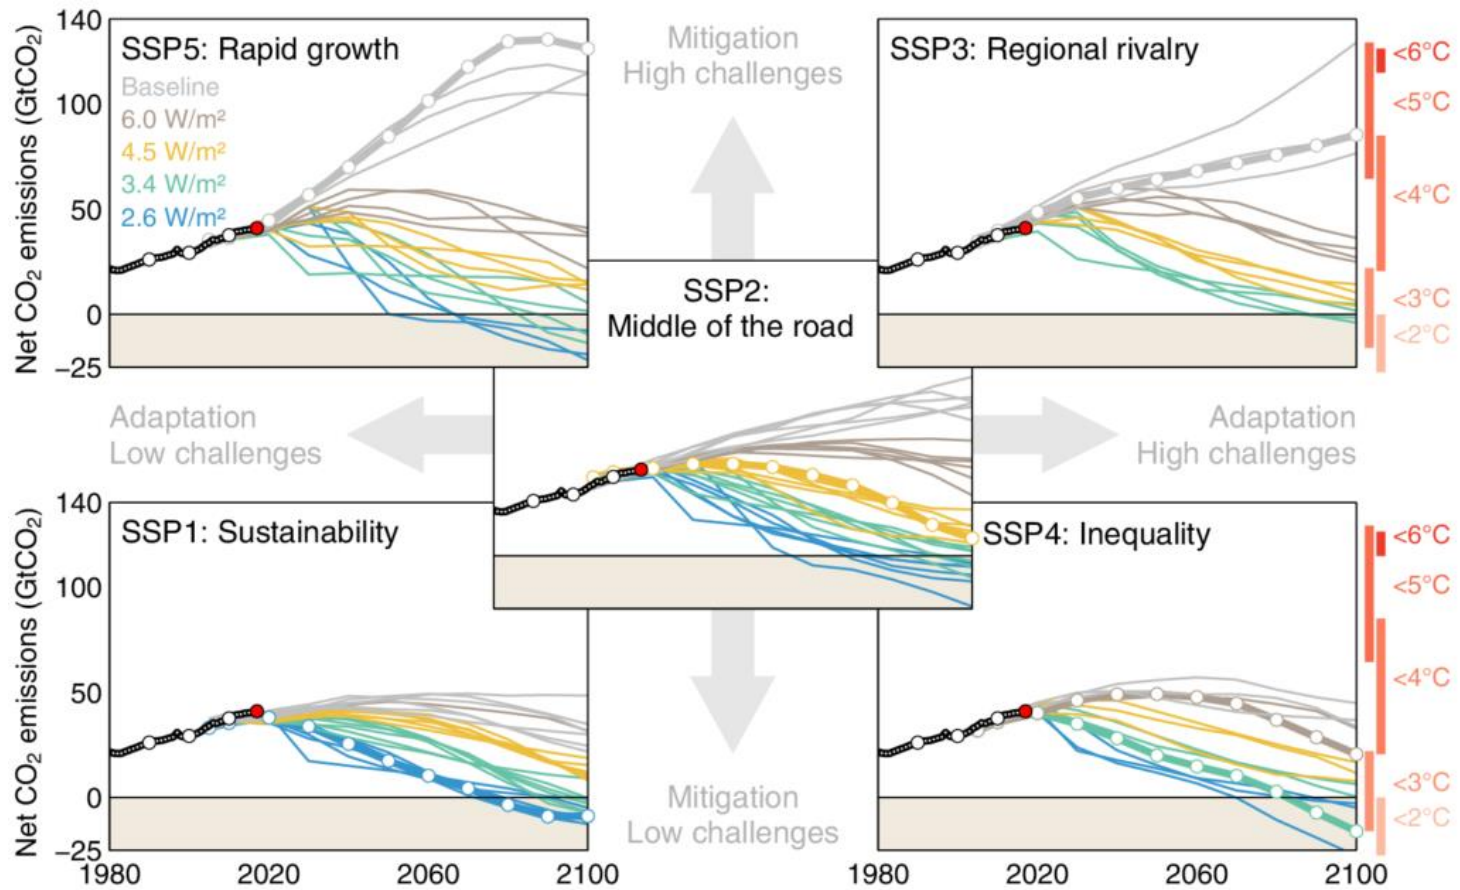 140
100
50
0
−25
Net CO₂ emissions (GtCO₂)
SSP5: Rapid growth
Baseline
6.0 W/m²
4.5 W/m²
3.4 W/m²
2.6 W/m²
Mitigation
High challenges
SSP3: Regional rivalry
<6°C
<5°C
<4°C
<3°C
<2°C
SSP2:
Middle of the road
Adaptation
Low challenges
Adaptation
High challenges
140
100
50
0
−25
Net CO₂ emissions (GtCO₂)
SSP1: Sustainability
SSP4: Inequality
<6°C
<5°C
<4°C
<3°C
<2°C
Mitigation
Low challenges
1980
2020
2060
2100
1980
2020
2060
2100